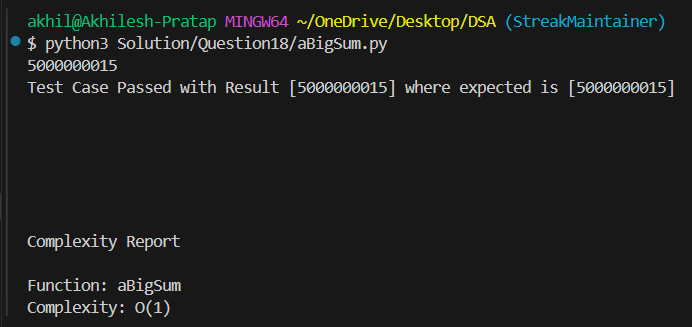 akhil@Akhilesh-Pratap MINGW64 ~/OneDrive/Desktop/DSA (StreakMaintainer)
$ python3 Solution/Question18/aBigSum.py
5000000015
Test Case Passed with Result [5000000015] where expected is [5000000015]
Complexity Report
Function: aBigSum
Complexity: O(1)